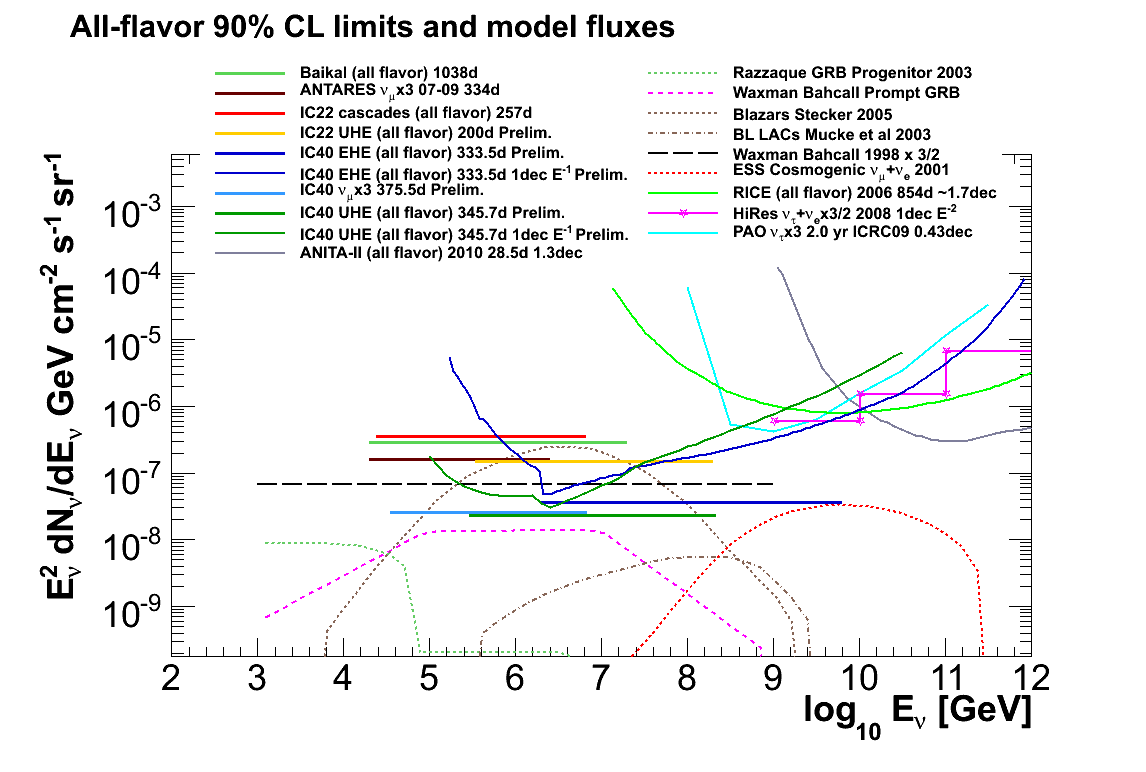 All-flavor 90% CL limits and model fluxes
Baikal (all flavor) 1038d
ANTARES νμx3 07-09 334d
IC22 cascades (all flavor) 257d
IC22 UHE (all flavor) 200d Prelim.
IC40 EHE (all flavor) 333.5d Prelim.
IC40 EHE (all flavor) 333.5d 1dec E-1 Prelim.
IC40 νμx3 375.5d Prelim.
IC40 UHE (all flavor) 345.7d Prelim.
IC40 UHE (all flavor) 345.7d 1dec E-1 Prelim.
ANITA-II (all flavor) 2010 28.5d 1.3dec
Razzaque GRB Progenitor 2003
Waxman Bahcall Prompt GRB
Blazars Stecker 2005
BL LACs Mucke et al 2003
Waxman Bahcall 1998 x 3/2
ESS Cosmogenic νμ+νe 2001
RICE (all flavor) 2006 854d ~1.7dec
HiRes ντ+νex3/2 2008 1dec E-2
PAO ντx3 2.0 yr ICRC09 0.43dec
E2ν dNν/dEν GeV cm-2 s-1 sr-1
10-3
10-4
10-5
10-6
10-7
10-8
10-9
2 3 4 5 6 7 8 9 10 11 12
log10 Eν [GeV]